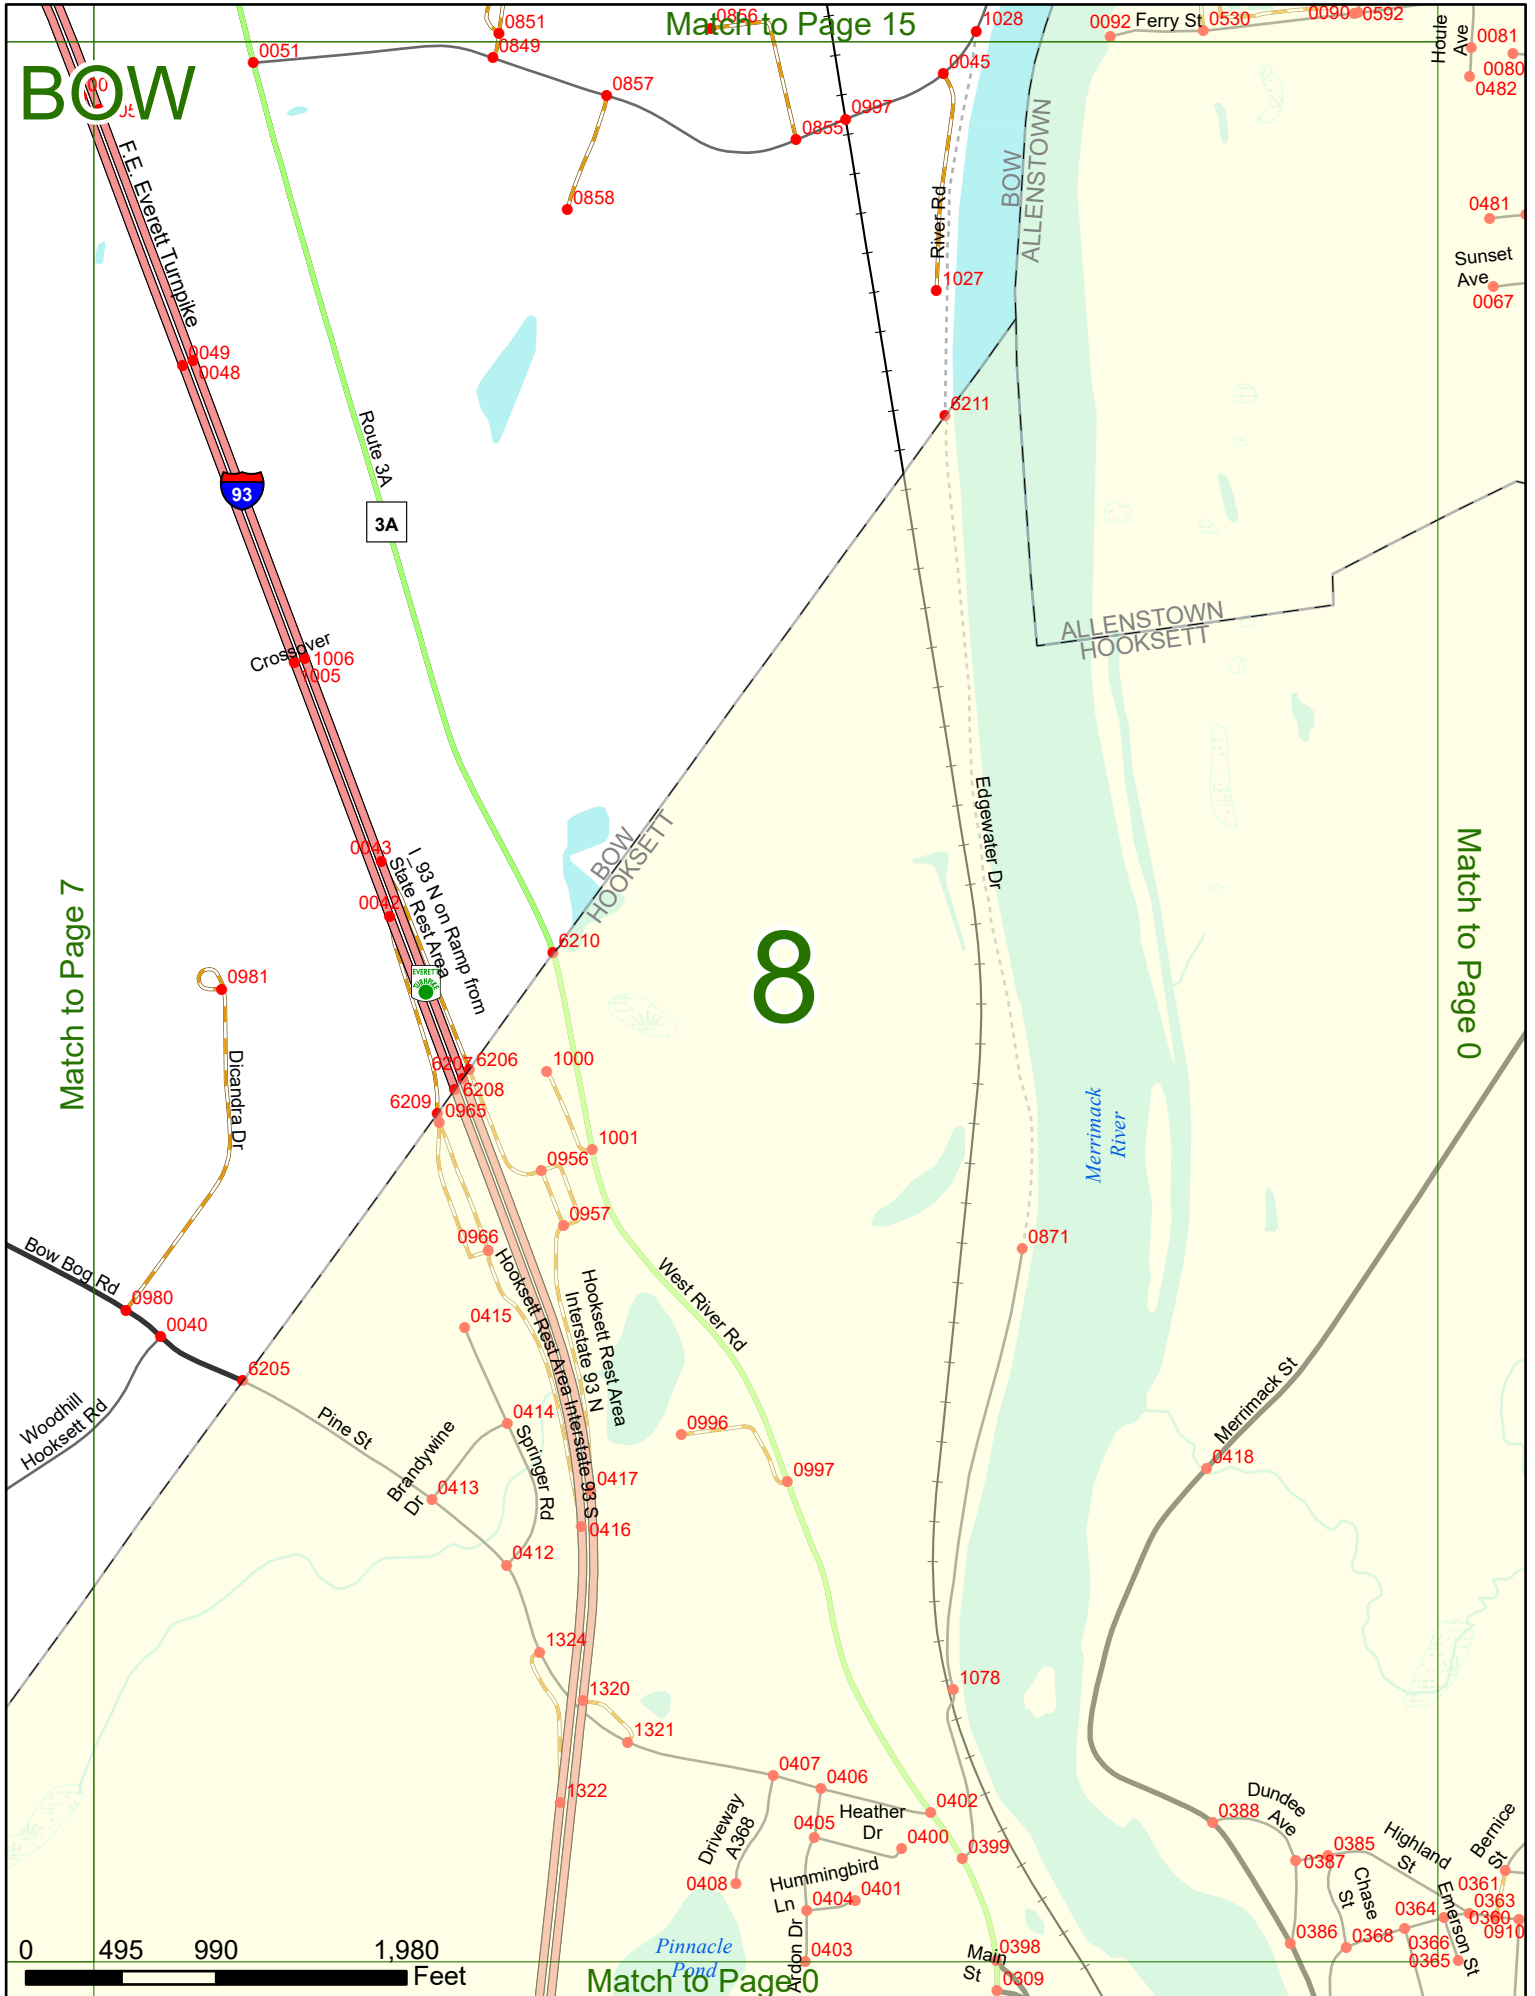 BOW
Match to Page 15
0851
0849
0856
1028
0092
Ferry St
0530
0090
0592
Houle
Ave
0081
0080
0482
0051
0857
0045
0997
0855
0858
F.E. Everett Turnpike
River Rd
1027
BOW
ALLENSTOWN
0481
Sunset
Ave
0067
0049
0048
Route 3A
6211
93
3A
ALLENSTOWN
HOOKSETT
Crossover
1006
1005
Edgewater Dr
BOW
HOOKSETT
0043
0042
I_93 N on Ramp from
State Rest Area
Match to Page 7
Match to Page 0
6210
8
EVERETT
TURNPIKE
0981
Dicandra Dr
6207
6206
6208
6209
0965
1000
1001
0956
0957
0966
Merrimack
River
0871
Bow Bog Rd
0980
0040
6205
Woodhill
Hooksett Rd
Hooksett Rest Area Interstate 93 S
Hooksett Rest Area
Interstate 93 N
West River Rd
0415
0414
Pine St
Brandywine
Dr
Springer Rd
0413
0412
0417
0416
0996
0997
Merrimack St
0418
1324
1320
1321
1322
1078
0407
0406
0402
Driveway
A368
0405
Heather
Dr
0400
0399
0408
Hummingbird
Ln
0404
0401
Ardon Dr
0403
Main
St
0398
0309
Pinnacle
Pond
0388
Dundee
Ave
0387
0385
Highland
St
Bernice
St
Chase
St
0386
0368
0364
0366
0365
Emerson St
0361
0363
0360
0910
0
495
990
1,980
Feet
Match to Page 0